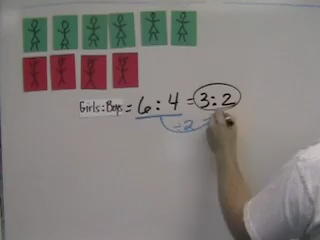 Girls:Boys = 6 : 4 = 3:2
÷2